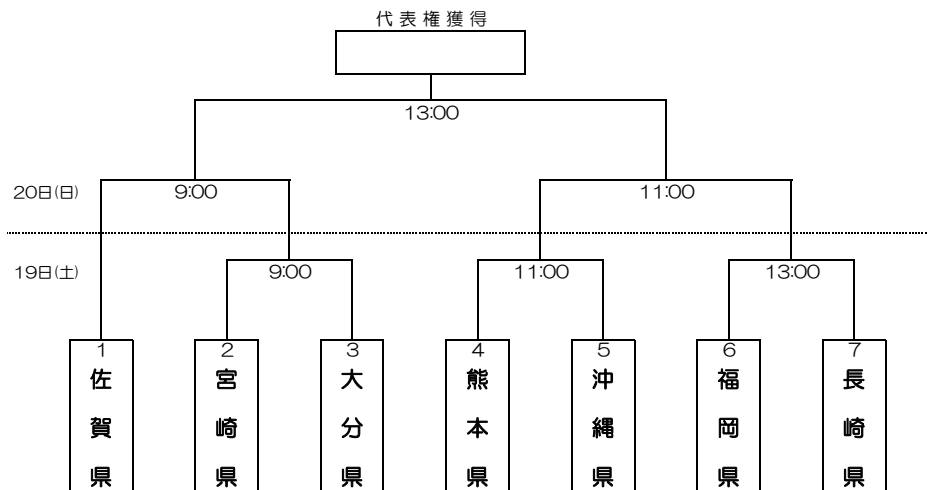 代表権獲得
13:00
20日(日)
9:00
11:00
19日(土)
9:00
11:00
13:00
1
佐賀県
2
宮崎県
3
大分県
4
熊本県
5
沖縄県
6
福岡県
7
長崎県